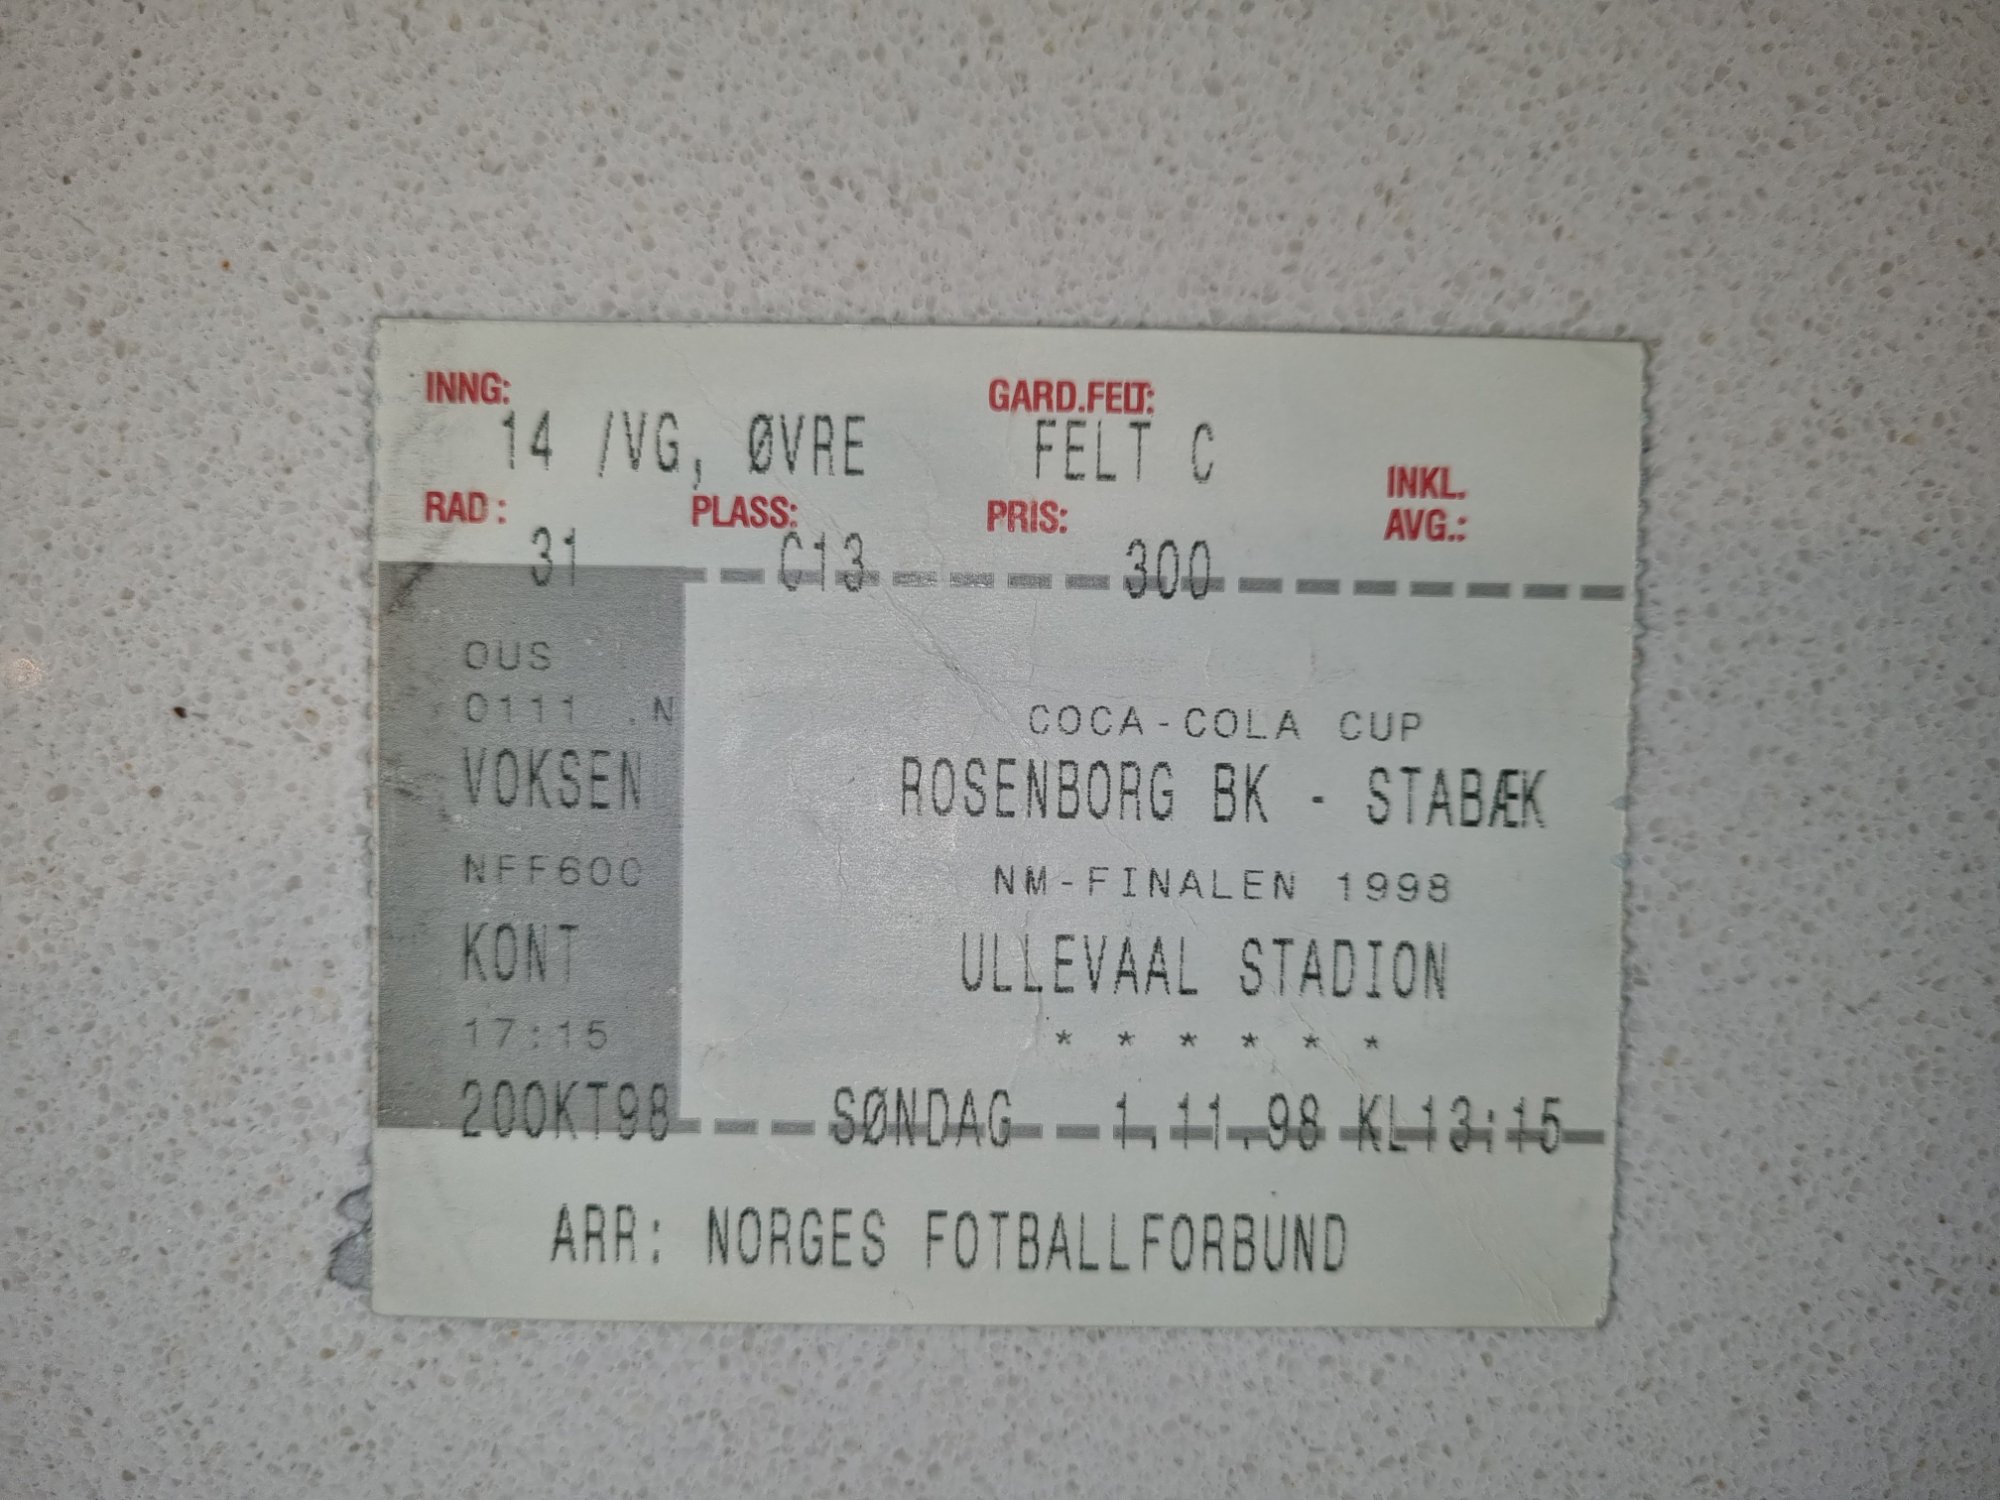 INNG: GARD.FELT:
14 /VG, ØVRE FELT C
INKL.
RAD: PLASS: PRIS: AVG.:
31 C13 300
OUS
0111 .N COCA-COLA CUP
VOKSEN ROSENBORG BK - STABÆK
NFF600 NM-FINALEN 1998
KONT ULLEVAAL STADION
17:15 * * * * * *
20OKT98 SØNDAG 1.11.98 KL13:15
ARR: NORGES FOTBALLFORBUND